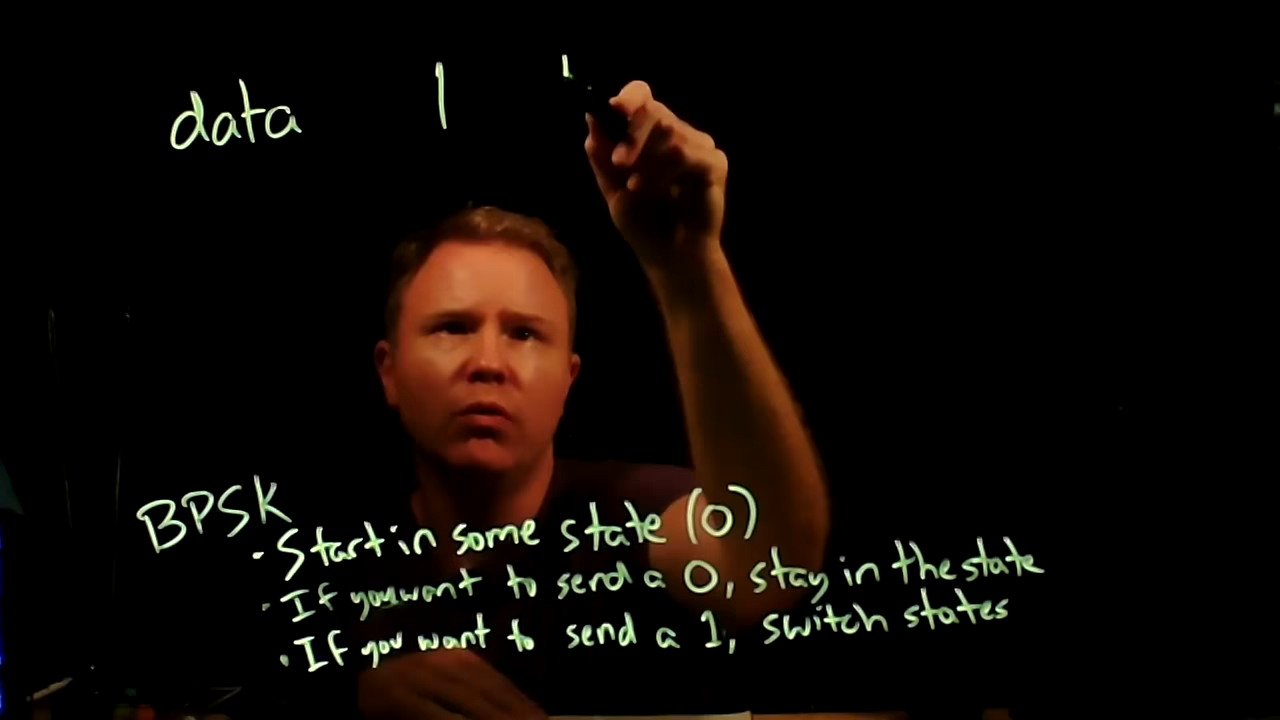 data 1
BPSK
• Start in some state (0)
• If you want to send a 0, stay in the state
• If you want to send a 1, switch states